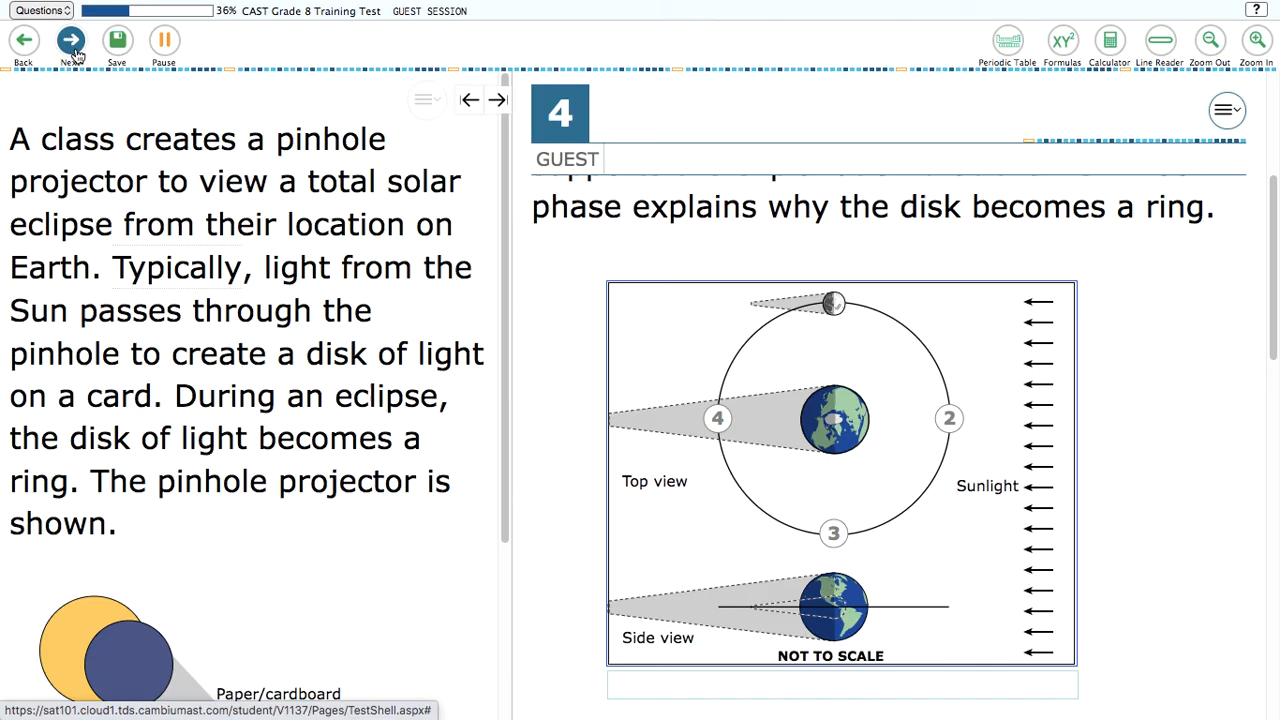 Questions 36% CAST Grade 8 Training Test GUEST SESSION ?
Back Next Save Pause Periodic Table XY² Formulas Calculator Line Reader Zoom Out Zoom In
A class creates a pinhole
projector to view a total solar
eclipse from their location on
Earth. Typically, light from the
Sun passes through the
pinhole to create a disk of light
on a card. During an eclipse,
the disk of light becomes a
ring. The pinhole projector is
shown.
Paper/cardboard
https://sat101.cloud1.tds.cambiumast.com/student/V1137/Pages/TestShell.aspx#
4
GUEST
phase explains why the disk becomes a ring.
4
2
Top view
Sunlight
3
Side view
NOT TO SCALE